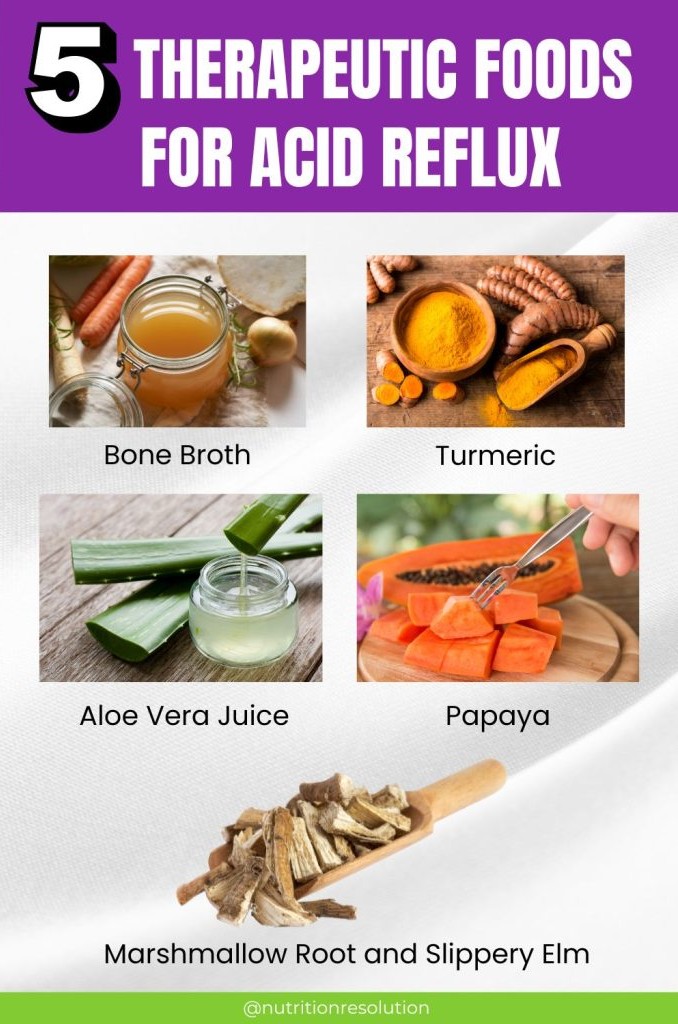 5 THERAPEUTIC FOODS
FOR ACID REFLUX
Bone Broth
Turmeric
Aloe Vera Juice
Papaya
Marshmallow Root and Slippery Elm
@nutritionresolution